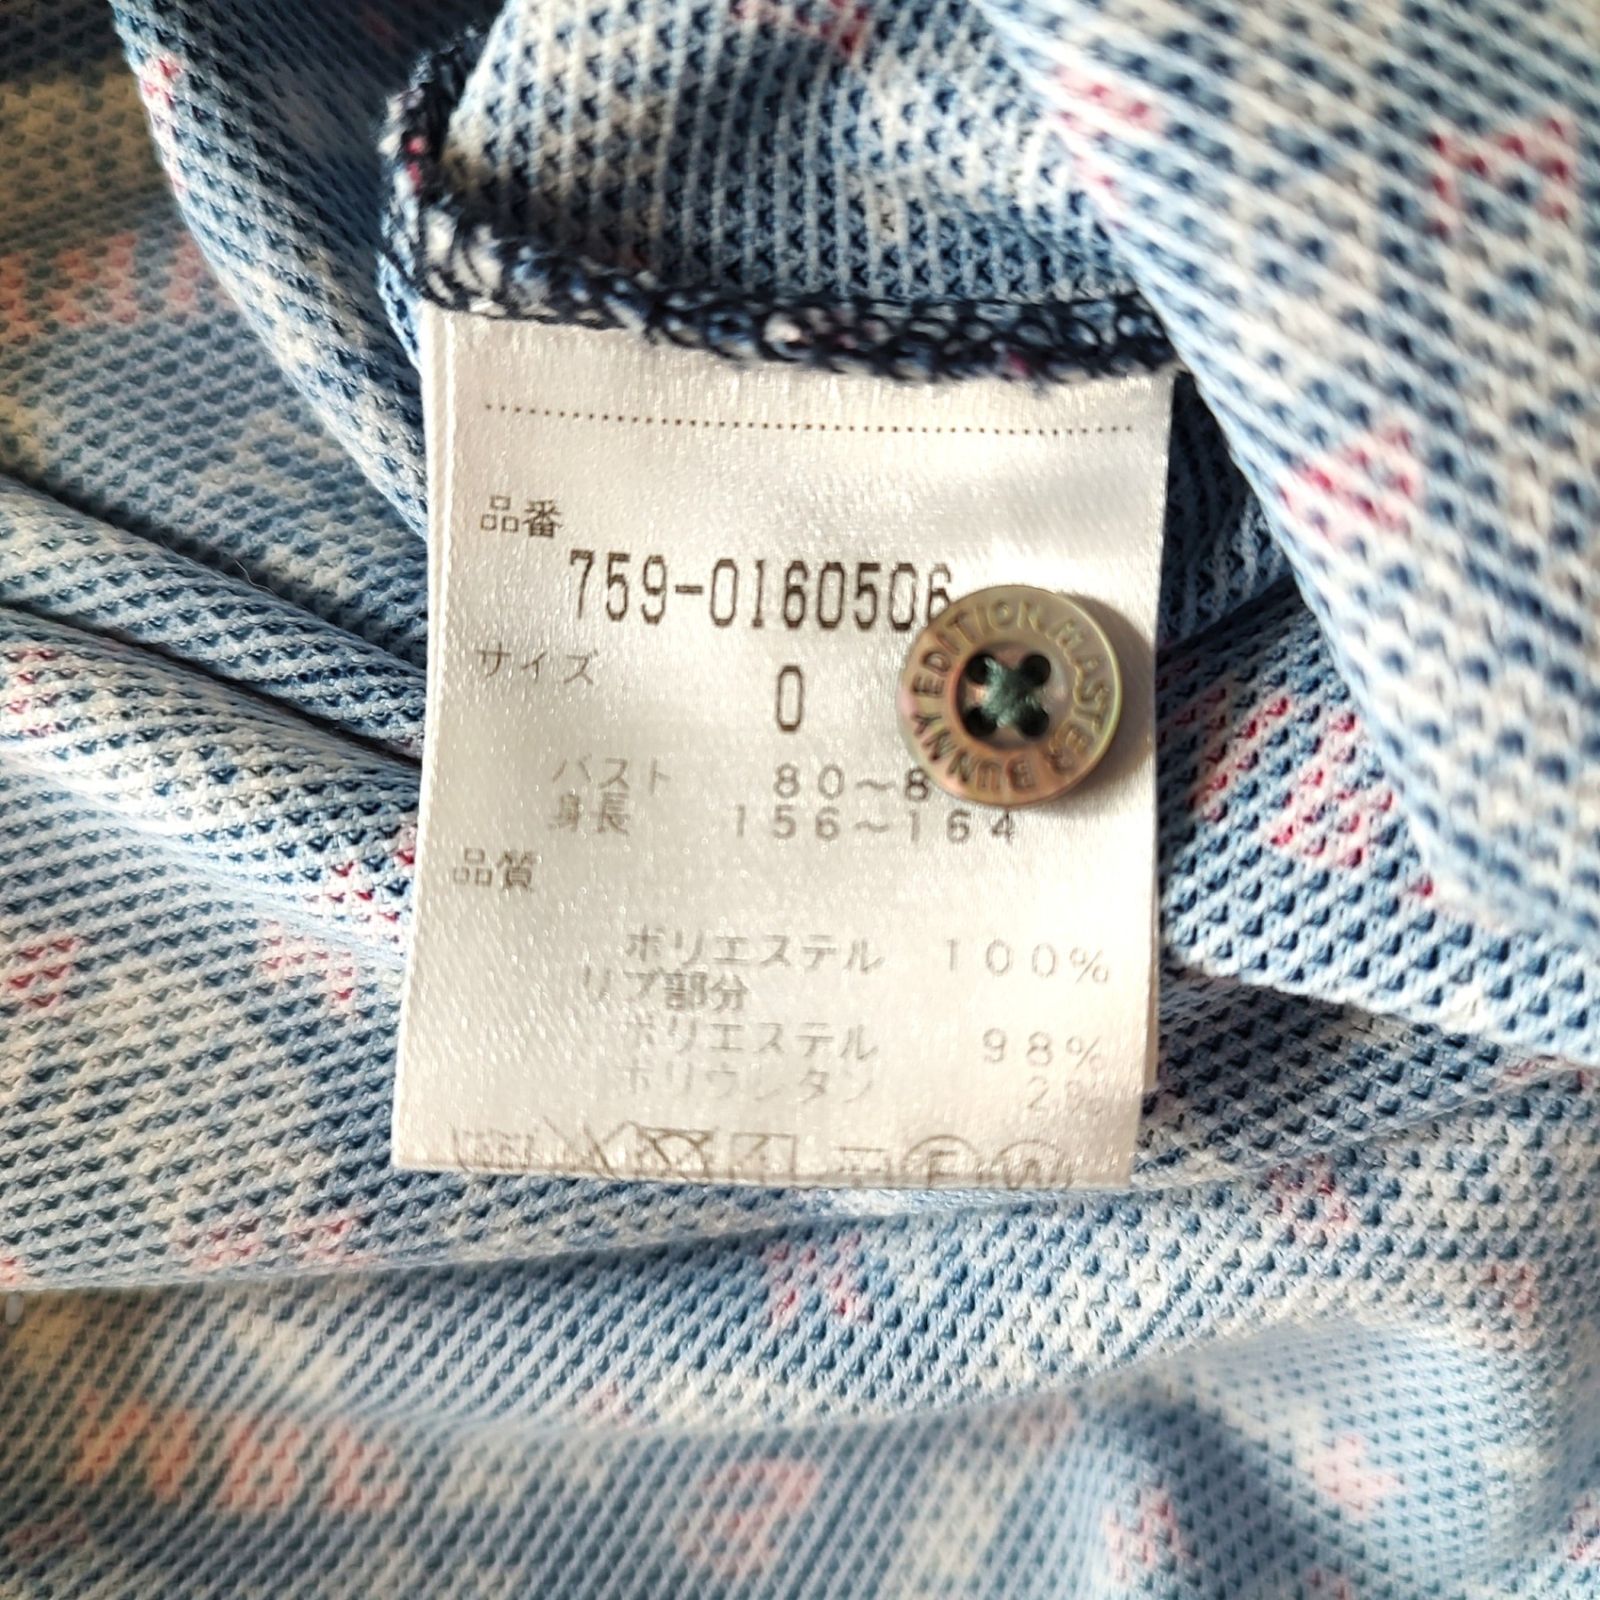 品番
759-0160506
サイズ
0
バスト 80～8
身長 156～164
品質
ポリエステル 100%
リブ部分
ポリエステル 98%
ポリウレタン 2%
MASTER BUNNY EDITION